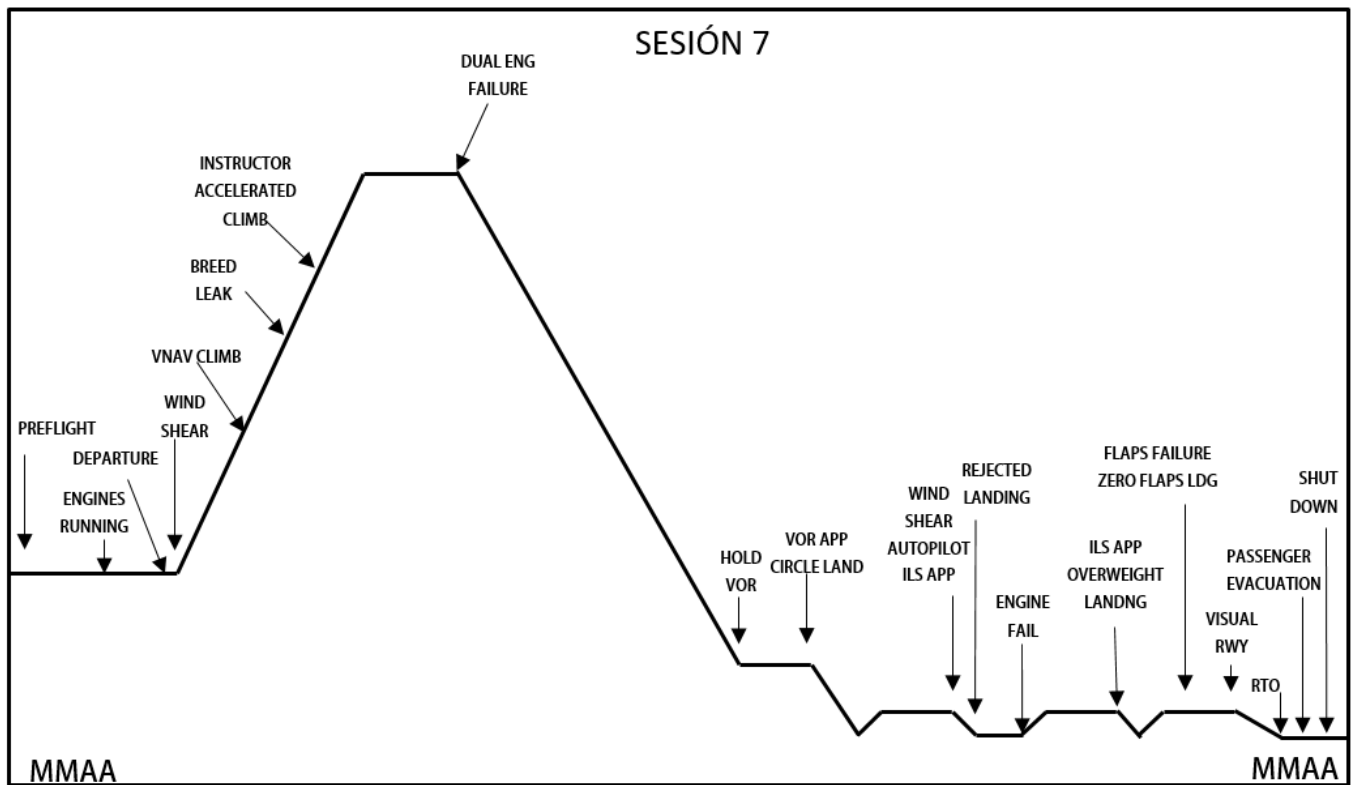 SESIÓN 7
DUAL ENG
FAILURE
INSTRUCTOR
ACCELERATED
CLIMB
BREED
LEAK
VNAV CLIMB
WIND
SHEAR
PREFLIGHT
DEPARTURE
ENGINES
RUNNING
HOLD
VOR
VOR APP
CIRCLE LAND
WIND
SHEAR
AUTOPILOT
ILS APP
REJECTED
LANDING
ENGINE
FAIL
ILS APP
OVERWEIGHT
LANDNG
FLAPS FAILURE
ZERO FLAPS LDG
VISUAL
RWY
RTO
PASSENGER
EVACUATION
SHUT
DOWN
MMAA
MMAA